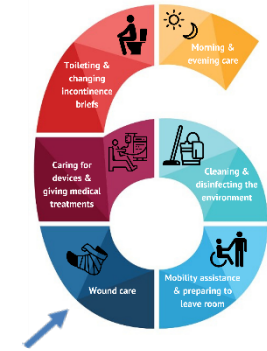 Morning &
evening care
Toileting &
changing
incontinence
briefs
Caring for
devices &
giving medical
treatments
Cleaning &
disinfecting the
environment
Wound care
Mobility assistance
& preparing to
leave room